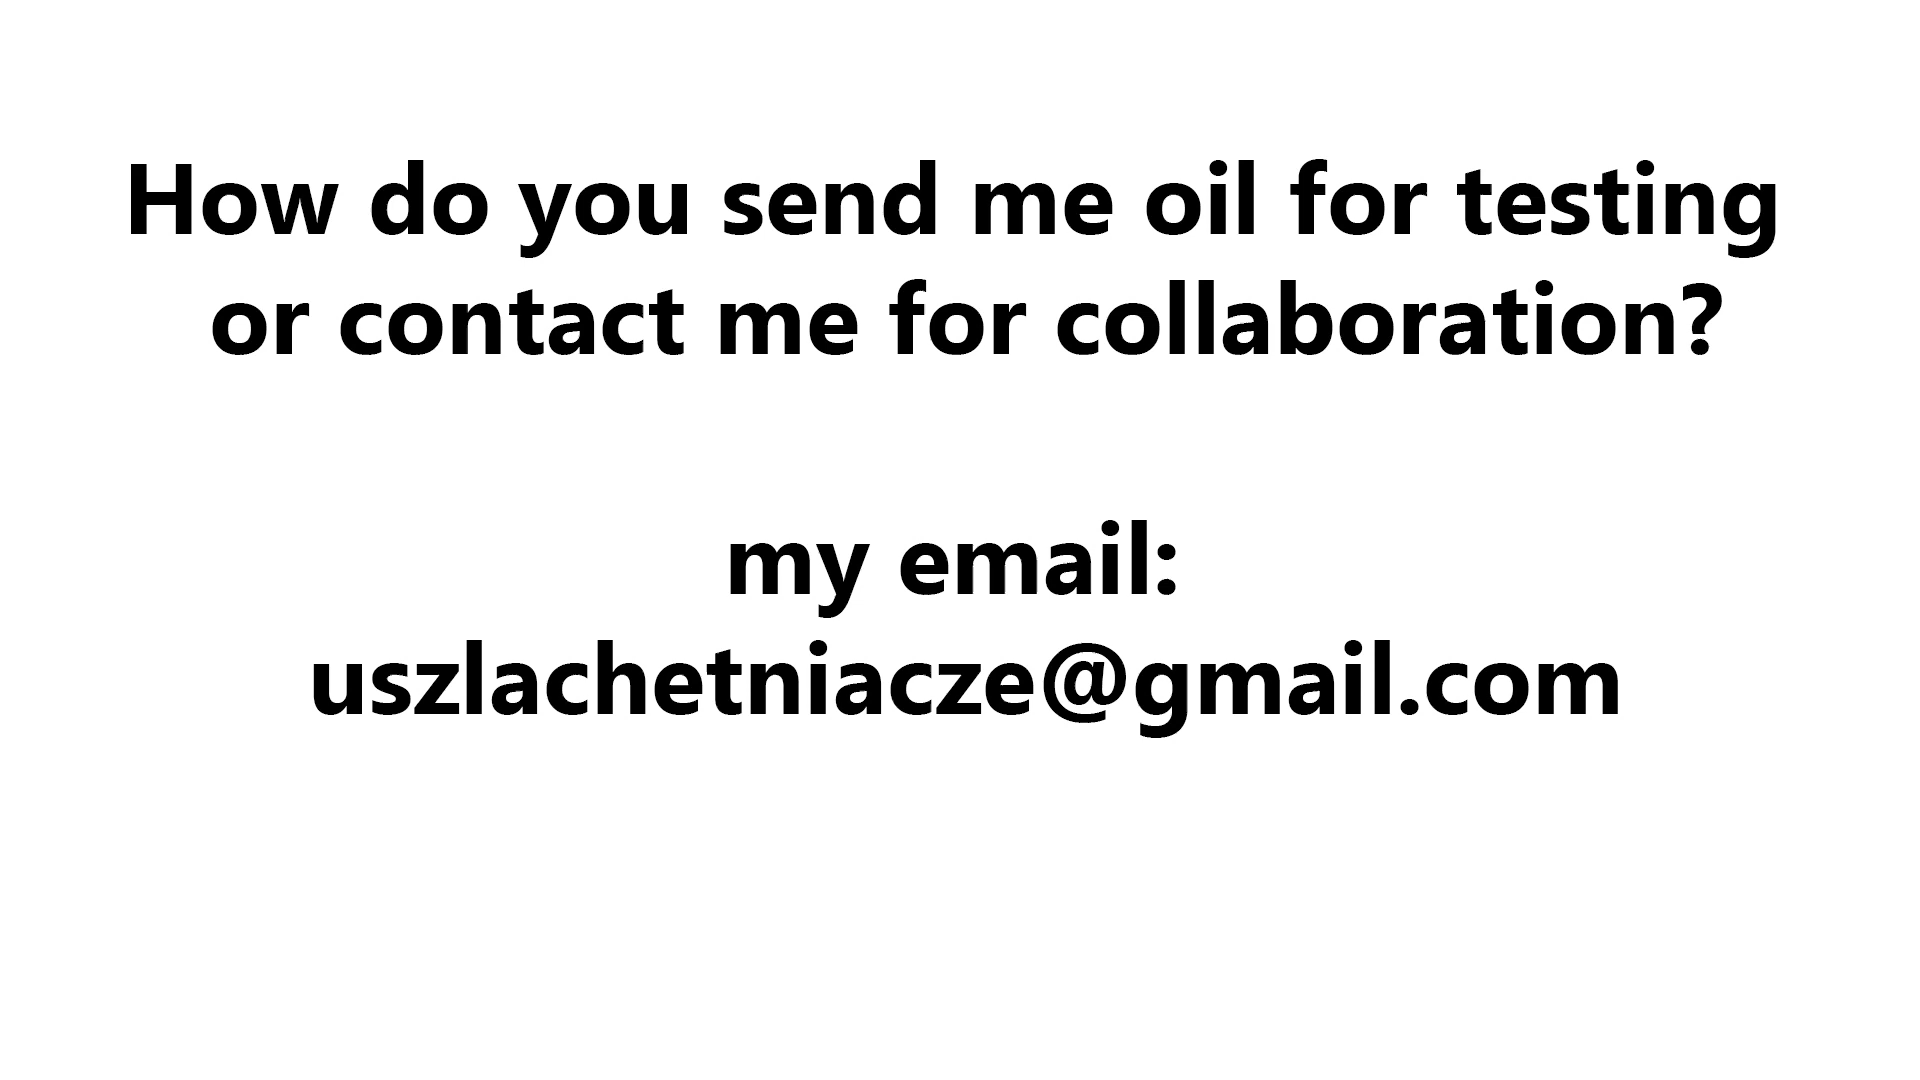 How do you send me oil for testing
or contact me for collaboration?
my email:
uszlachetniacze@gmail.com